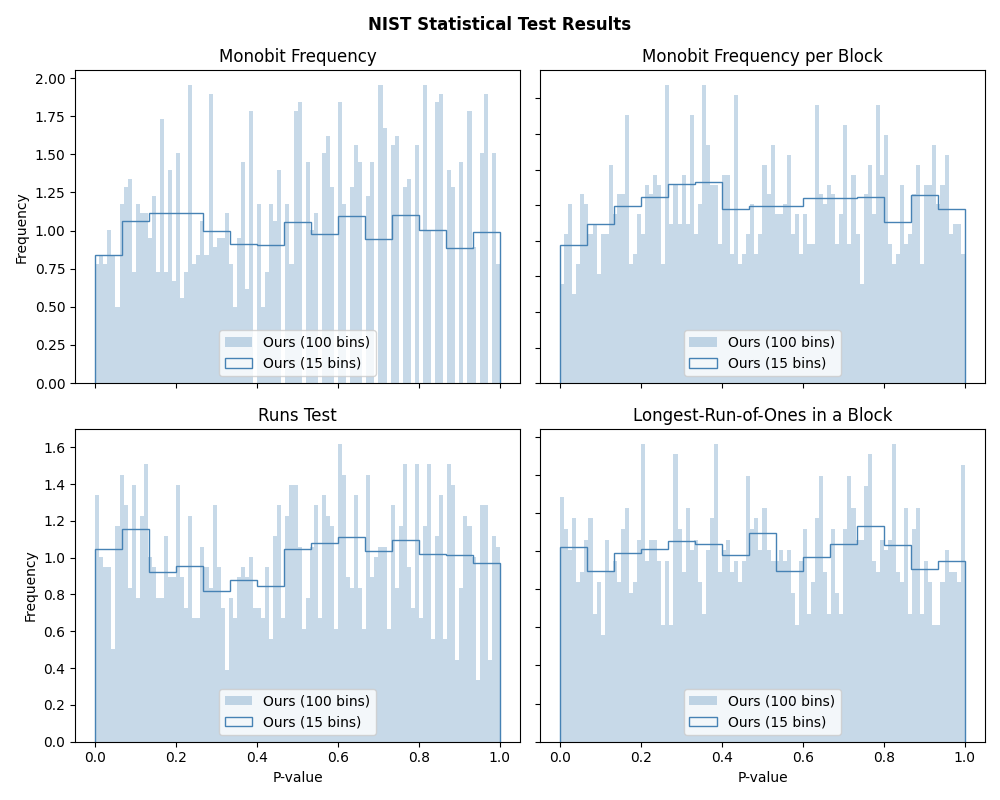 NIST Statistical Test Results
Monobit Frequency
Monobit Frequency per Block
Frequency
2.00
1.75
1.50
1.25
1.00
0.75
0.50
0.25
0.00
Ours (100 bins)
Ours (15 bins)
Ours (100 bins)
Ours (15 bins)
Runs Test
Longest-Run-of-Ones in a Block
Frequency
1.6
1.4
1.2
1.0
0.8
0.6
0.4
0.2
0.0
Ours (100 bins)
Ours (15 bins)
Ours (100 bins)
Ours (15 bins)
0.0 0.2 0.4 0.6 0.8 1.0
0.0 0.2 0.4 0.6 0.8 1.0
P-value
P-value